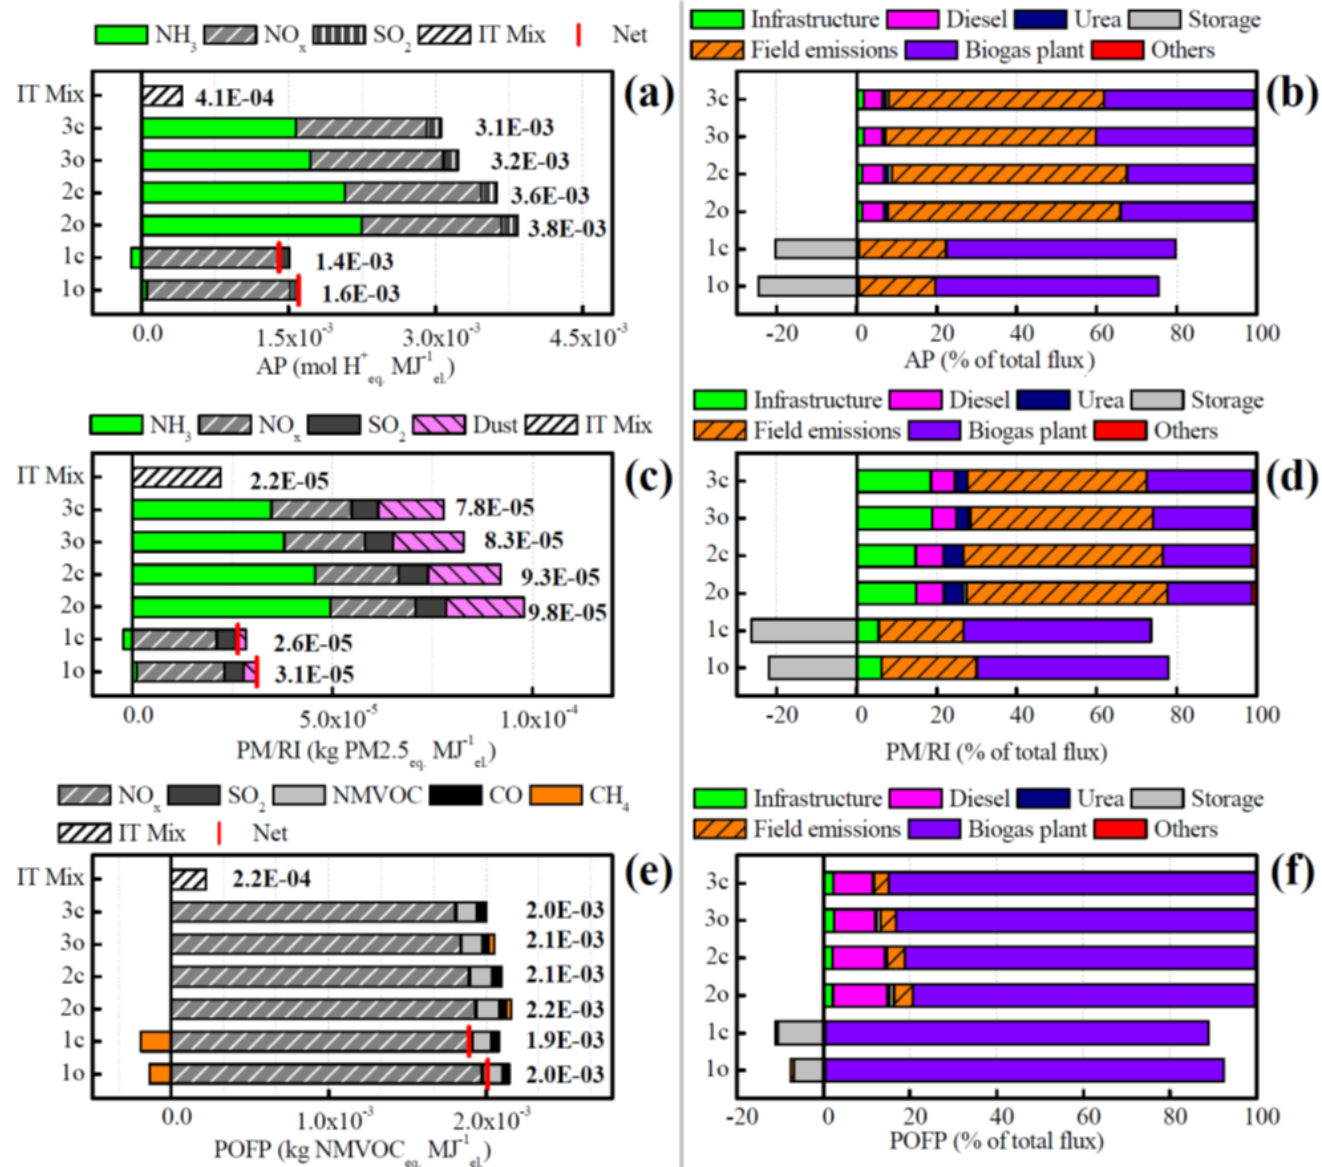 NH3 NOx SO2 IT Mix Net
IT Mix 4.1E-04 (a)
3c 3.1E-03
3o 3.2E-03
2c 3.6E-03
2o 3.8E-03
1c 1.4E-03
1o 1.6E-03
0.0 1.5x10-3 3.0x10-3 4.5x10-3
AP (mol H+eq. MJ-1el.)
Infrastructure Diesel Urea Storage
Field emissions Biogas plant Others
3c (b)
3o
2c
2o
1c
1o
-20 0 20 40 60 80 100
AP (% of total flux)
NH3 NOx SO2 Dust IT Mix
IT Mix 2.2E-05 (c)
3c 7.8E-05
3o 8.3E-05
2c 9.3E-05
2o 9.8E-05
1c 2.6E-05
1o 3.1E-05
0.0 5.0x10-5 1.0x10-4
PM/RI (kg PM2.5eq. MJ-1el.)
Infrastructure Diesel Urea Storage
Field emissions Biogas plant Others
3c (d)
3o
2c
2o
1c
1o
-20 0 20 40 60 80 100
PM/RI (% of total flux)
NOx SO2 NMVOC CO CH4
IT Mix Net
IT Mix 2.2E-04 (e)
3c 2.0E-03
3o 2.1E-03
2c 2.1E-03
2o 2.2E-03
1c 1.9E-03
1o 2.0E-03
0.0 1.0x10-3 2.0x10-3
POFP (kg NMVOCeq. MJ-1el.)
Infrastructure Diesel Urea Storage
Field emissions Biogas plant Others
3c (f)
3o
2c
2o
1c
1o
-20 0 20 40 60 80 100
POFP (% of total flux)